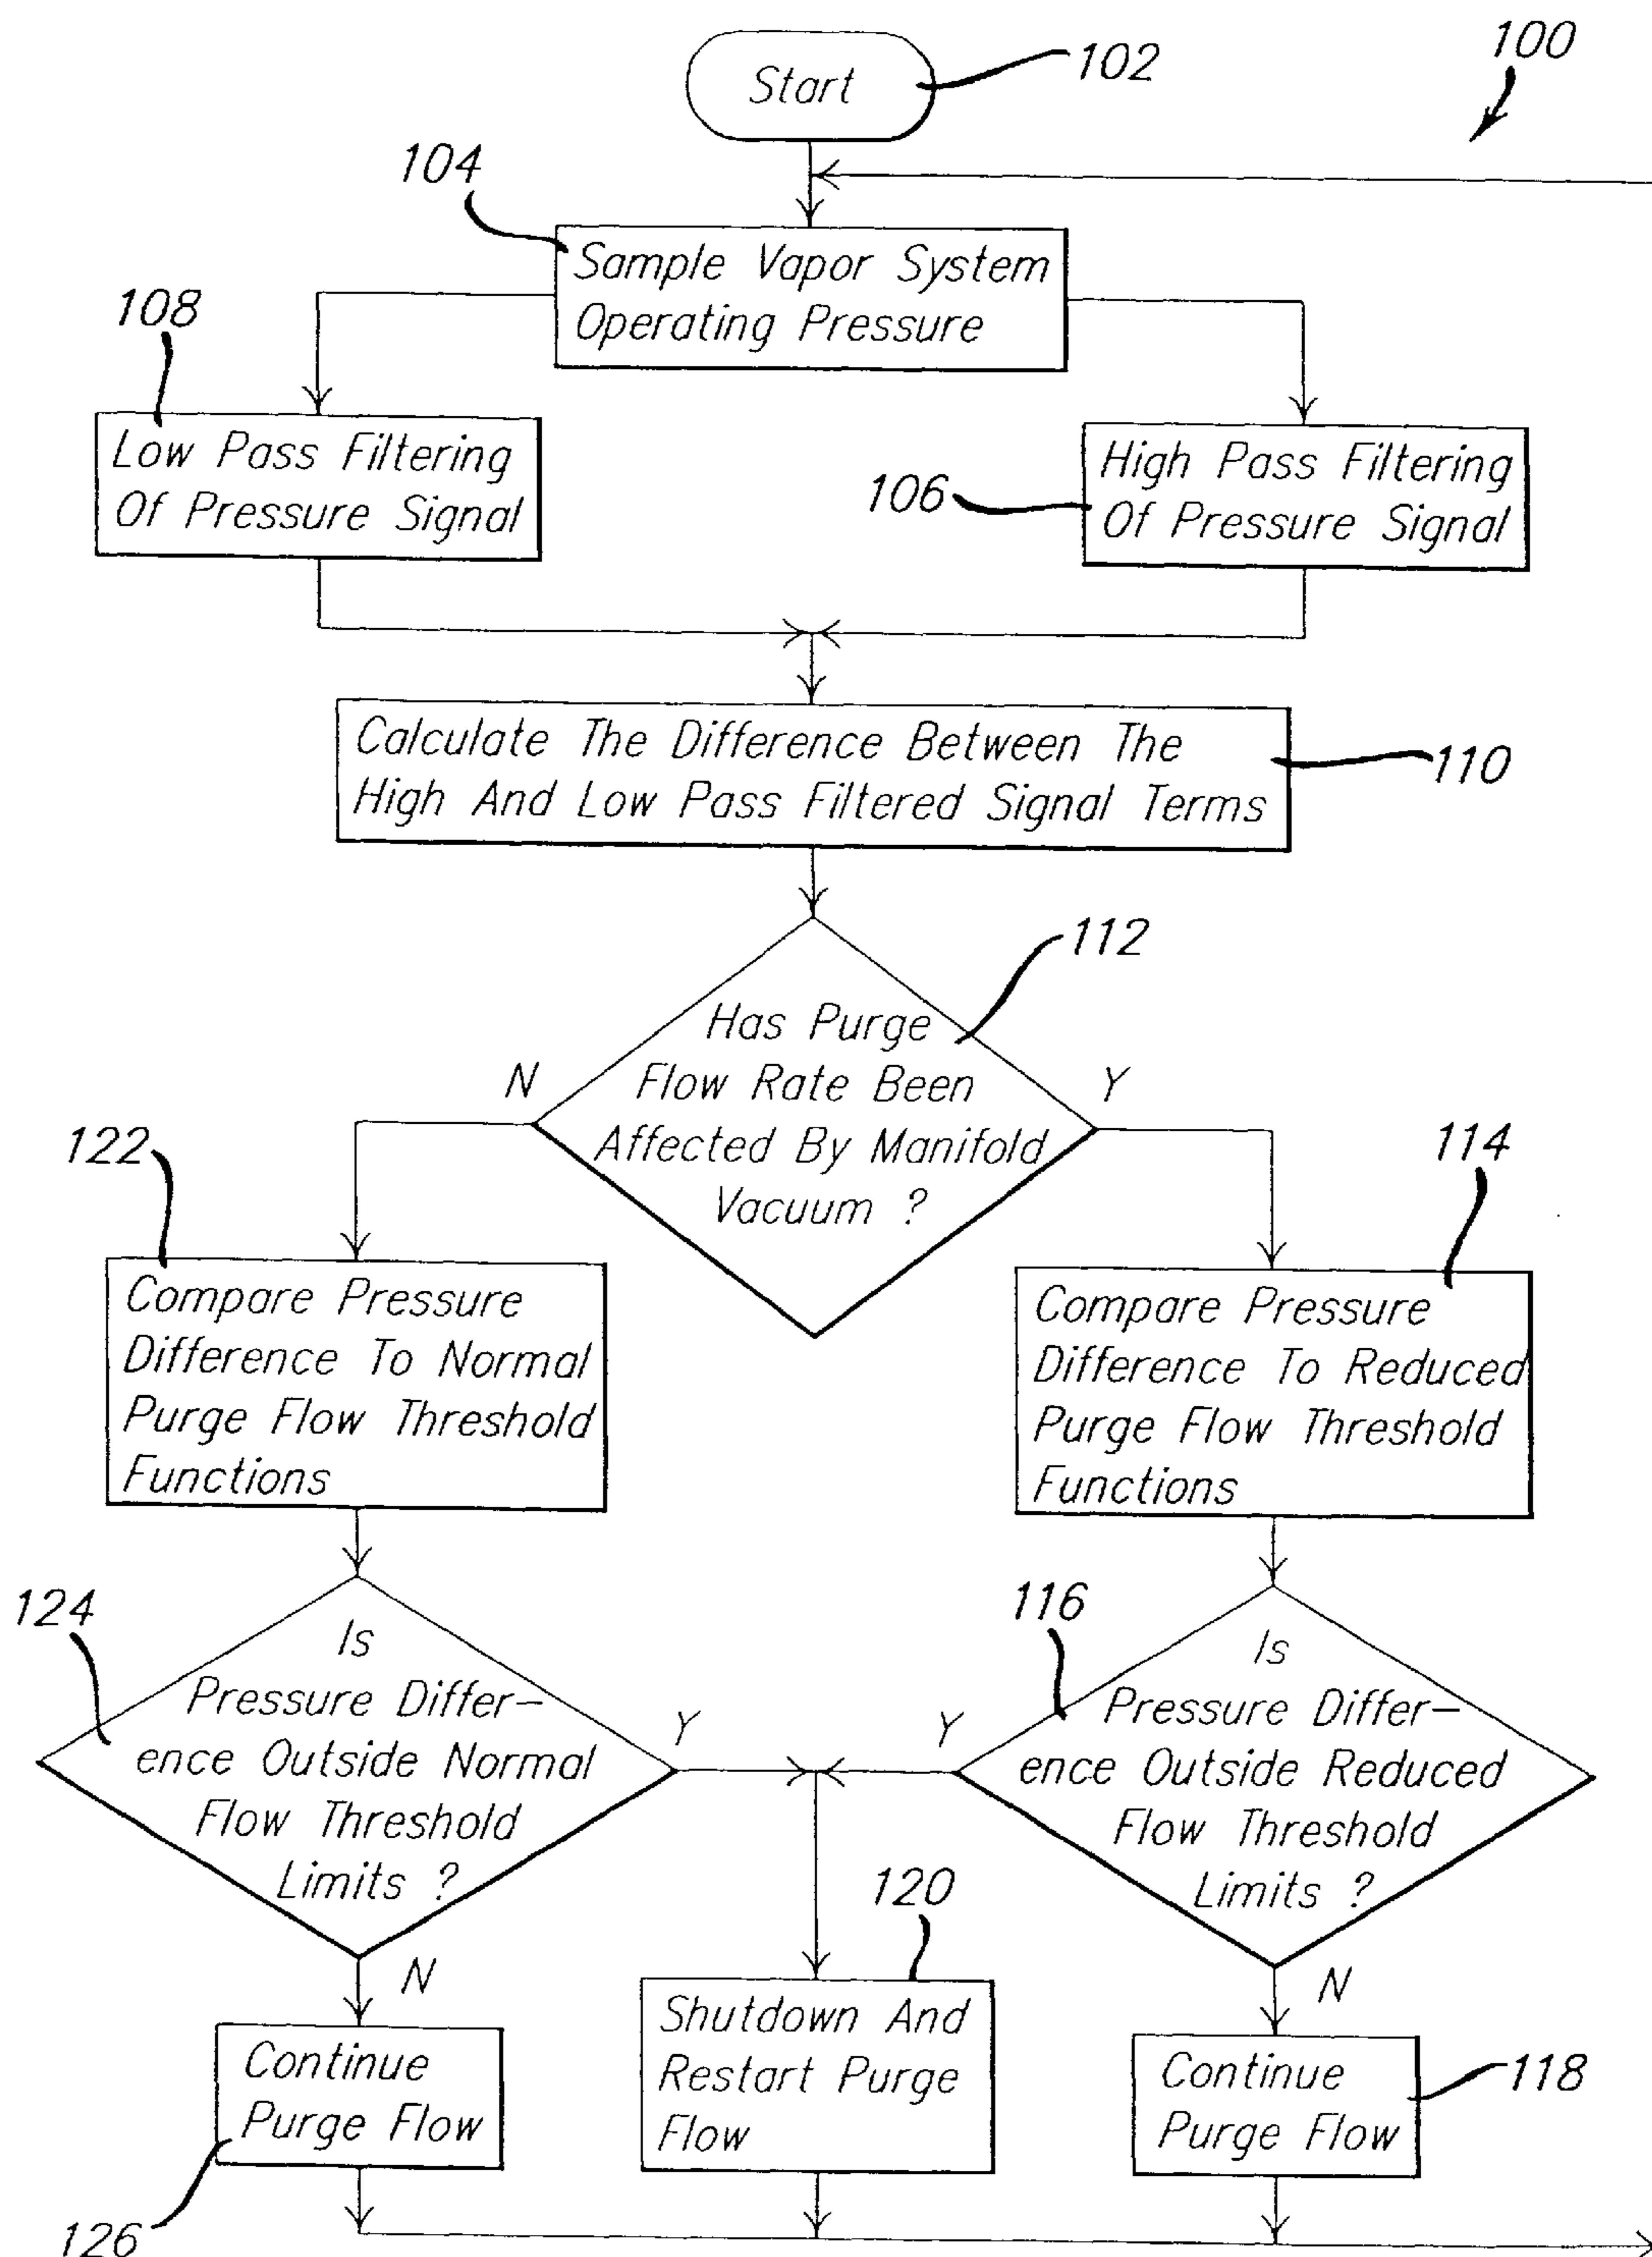 100
Start
102
104
Sample Vapor System
Operating Pressure
108
Low Pass Filtering
Of Pressure Signal
106
High Pass Filtering
Of Pressure Signal
Calculate The Difference Between The
High And Low Pass Filtered Signal Terms
110
112
Has Purge
Flow Rate Been
Affected By Manifold
Vacuum ?
N
Y
122
Compare Pressure
Difference To Normal
Purge Flow Threshold
Functions
114
Compare Pressure
Difference To Reduced
Purge Flow Threshold
Functions
124
Is
Pressure Differ-
ence Outside Normal
Flow Threshold
Limits ?
Y
N
116
Is
Pressure Differ-
ence Outside Reduced
Flow Threshold
Limits ?
Y
N
Continue
Purge Flow
126
120
Shutdown And
Restart Purge
Flow
Continue
Purge Flow
118